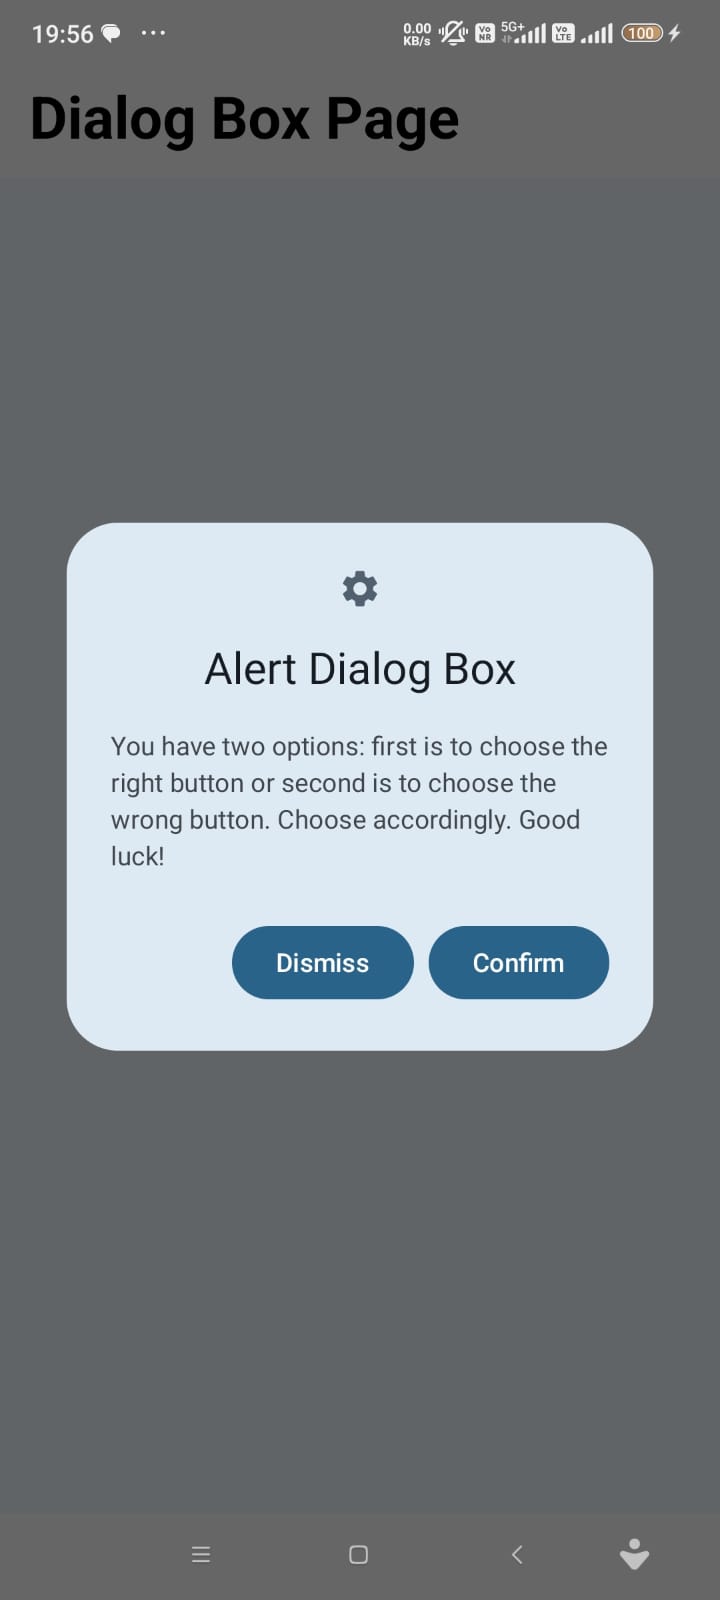 19:56 ... 0.00 KB/s Vo NR 5G+ Vo LTE 100
Dialog Box Page
Alert Dialog Box
You have two options: first is to choose the
right button or second is to choose the
wrong button. Choose accordingly. Good
luck!
Dismiss Confirm